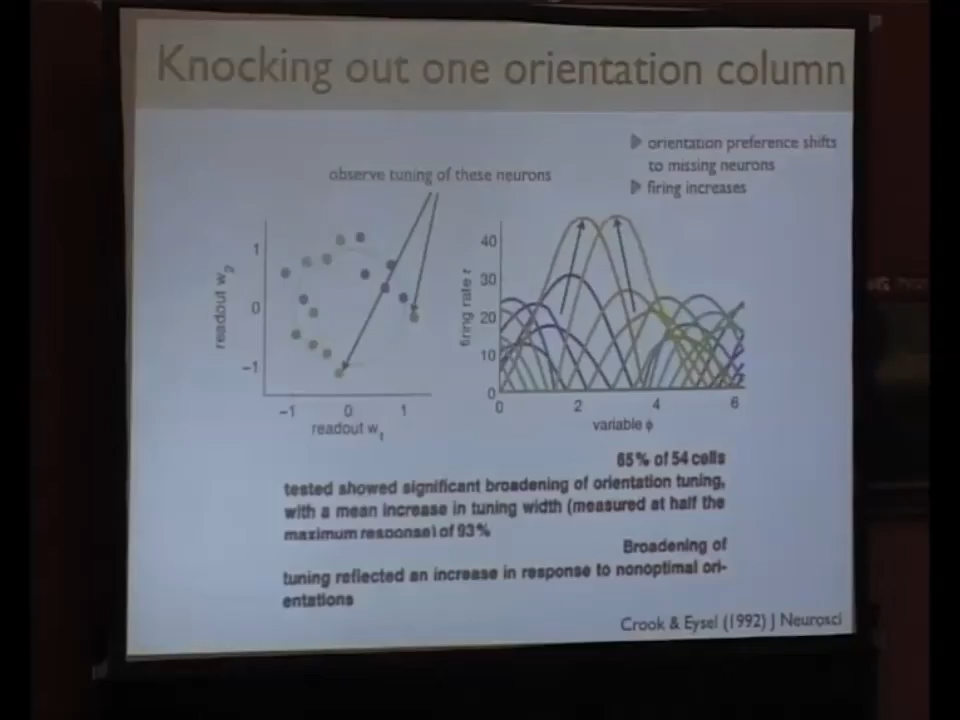 Knocking out one orientation column
orientation preference shifts
to missing neurons
firing increases
observe tuning of these neurons
readout w2
1
0
-1
-1
0
1
readout w1
firing rate r
40
30
20
10
0
0
2
4
6
variable ϕ
65% of 54 cells
tested showed significant broadening of orientation tuning,
with a mean increase in tuning width (measured at half the
maximum response) of 93%
Broadening of
tuning reflected an increase in response to nonoptimal ori-
entations
Crook & Eysel (1992) J Neurosci